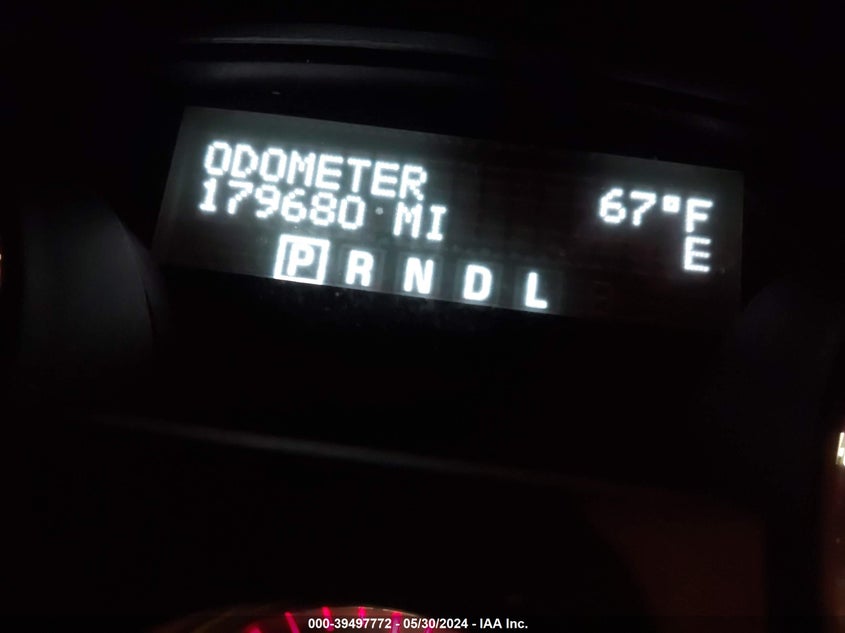 ODOMETER
179680 MI
67°F
E
P R N D L
000-39497772 - 05/30/2024 - IAA Inc.